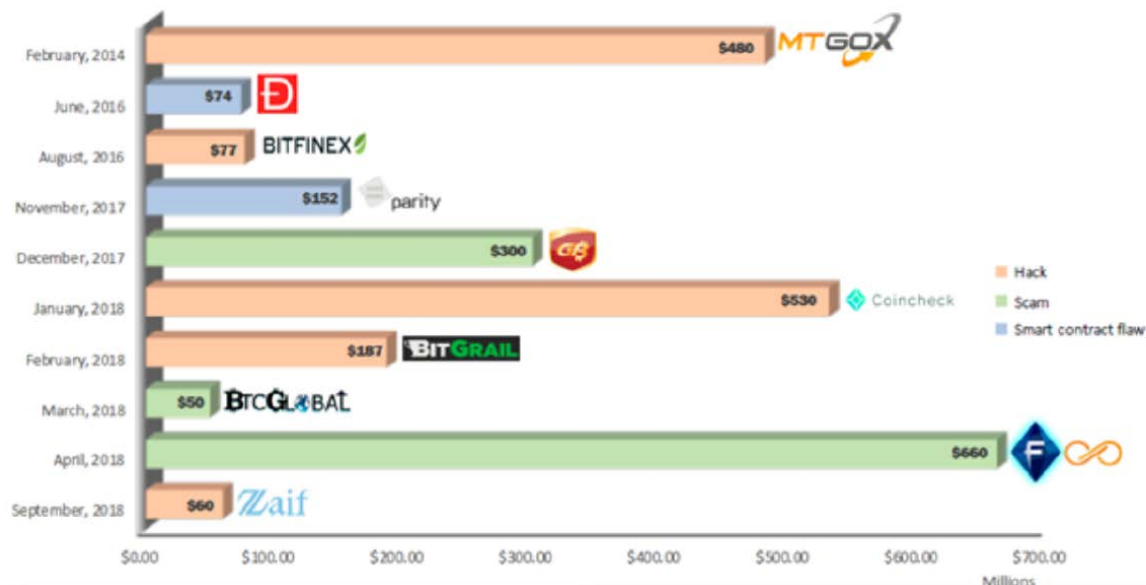 February, 2014 $480 MTGOX
June, 2016 $74 Đ
August, 2016 $77 BITFINEX
November, 2017 $152 parity
December, 2017 $300 GB
January, 2018 $530 Coincheck
February, 2018 $187 BITGRAIL
March, 2018 $50 BTCGLOBAL
April, 2018 $660 F
September, 2018 $60 Zaif
Hack
Scam
Smart contract flaw
$0.00 $100.00 $200.00 $300.00 $400.00 $500.00 $600.00 $700.00
Millions